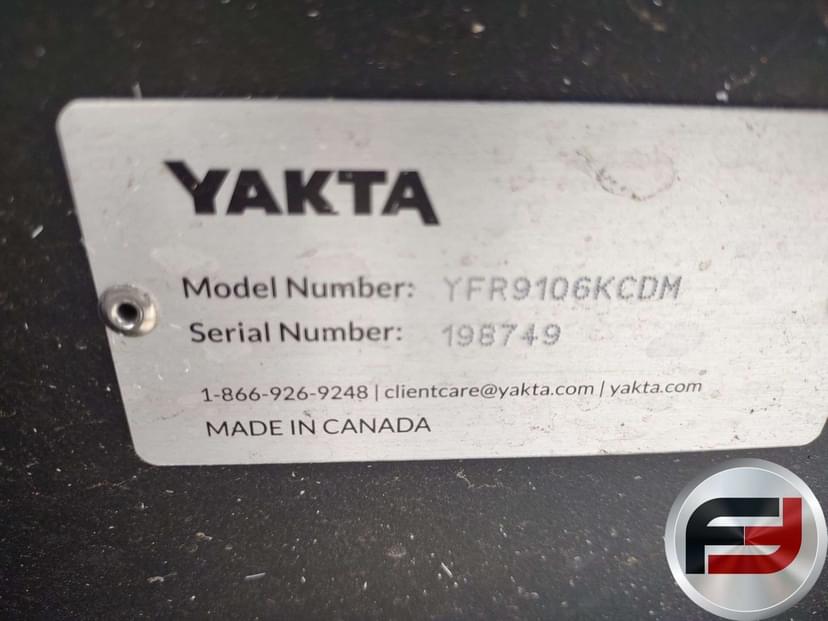 YAKTA
Model Number: YFR9106KCDM
Serial Number: 198749
1-866-926-9248 | clientcare@yakta.com | yakta.com
MADE IN CANADA